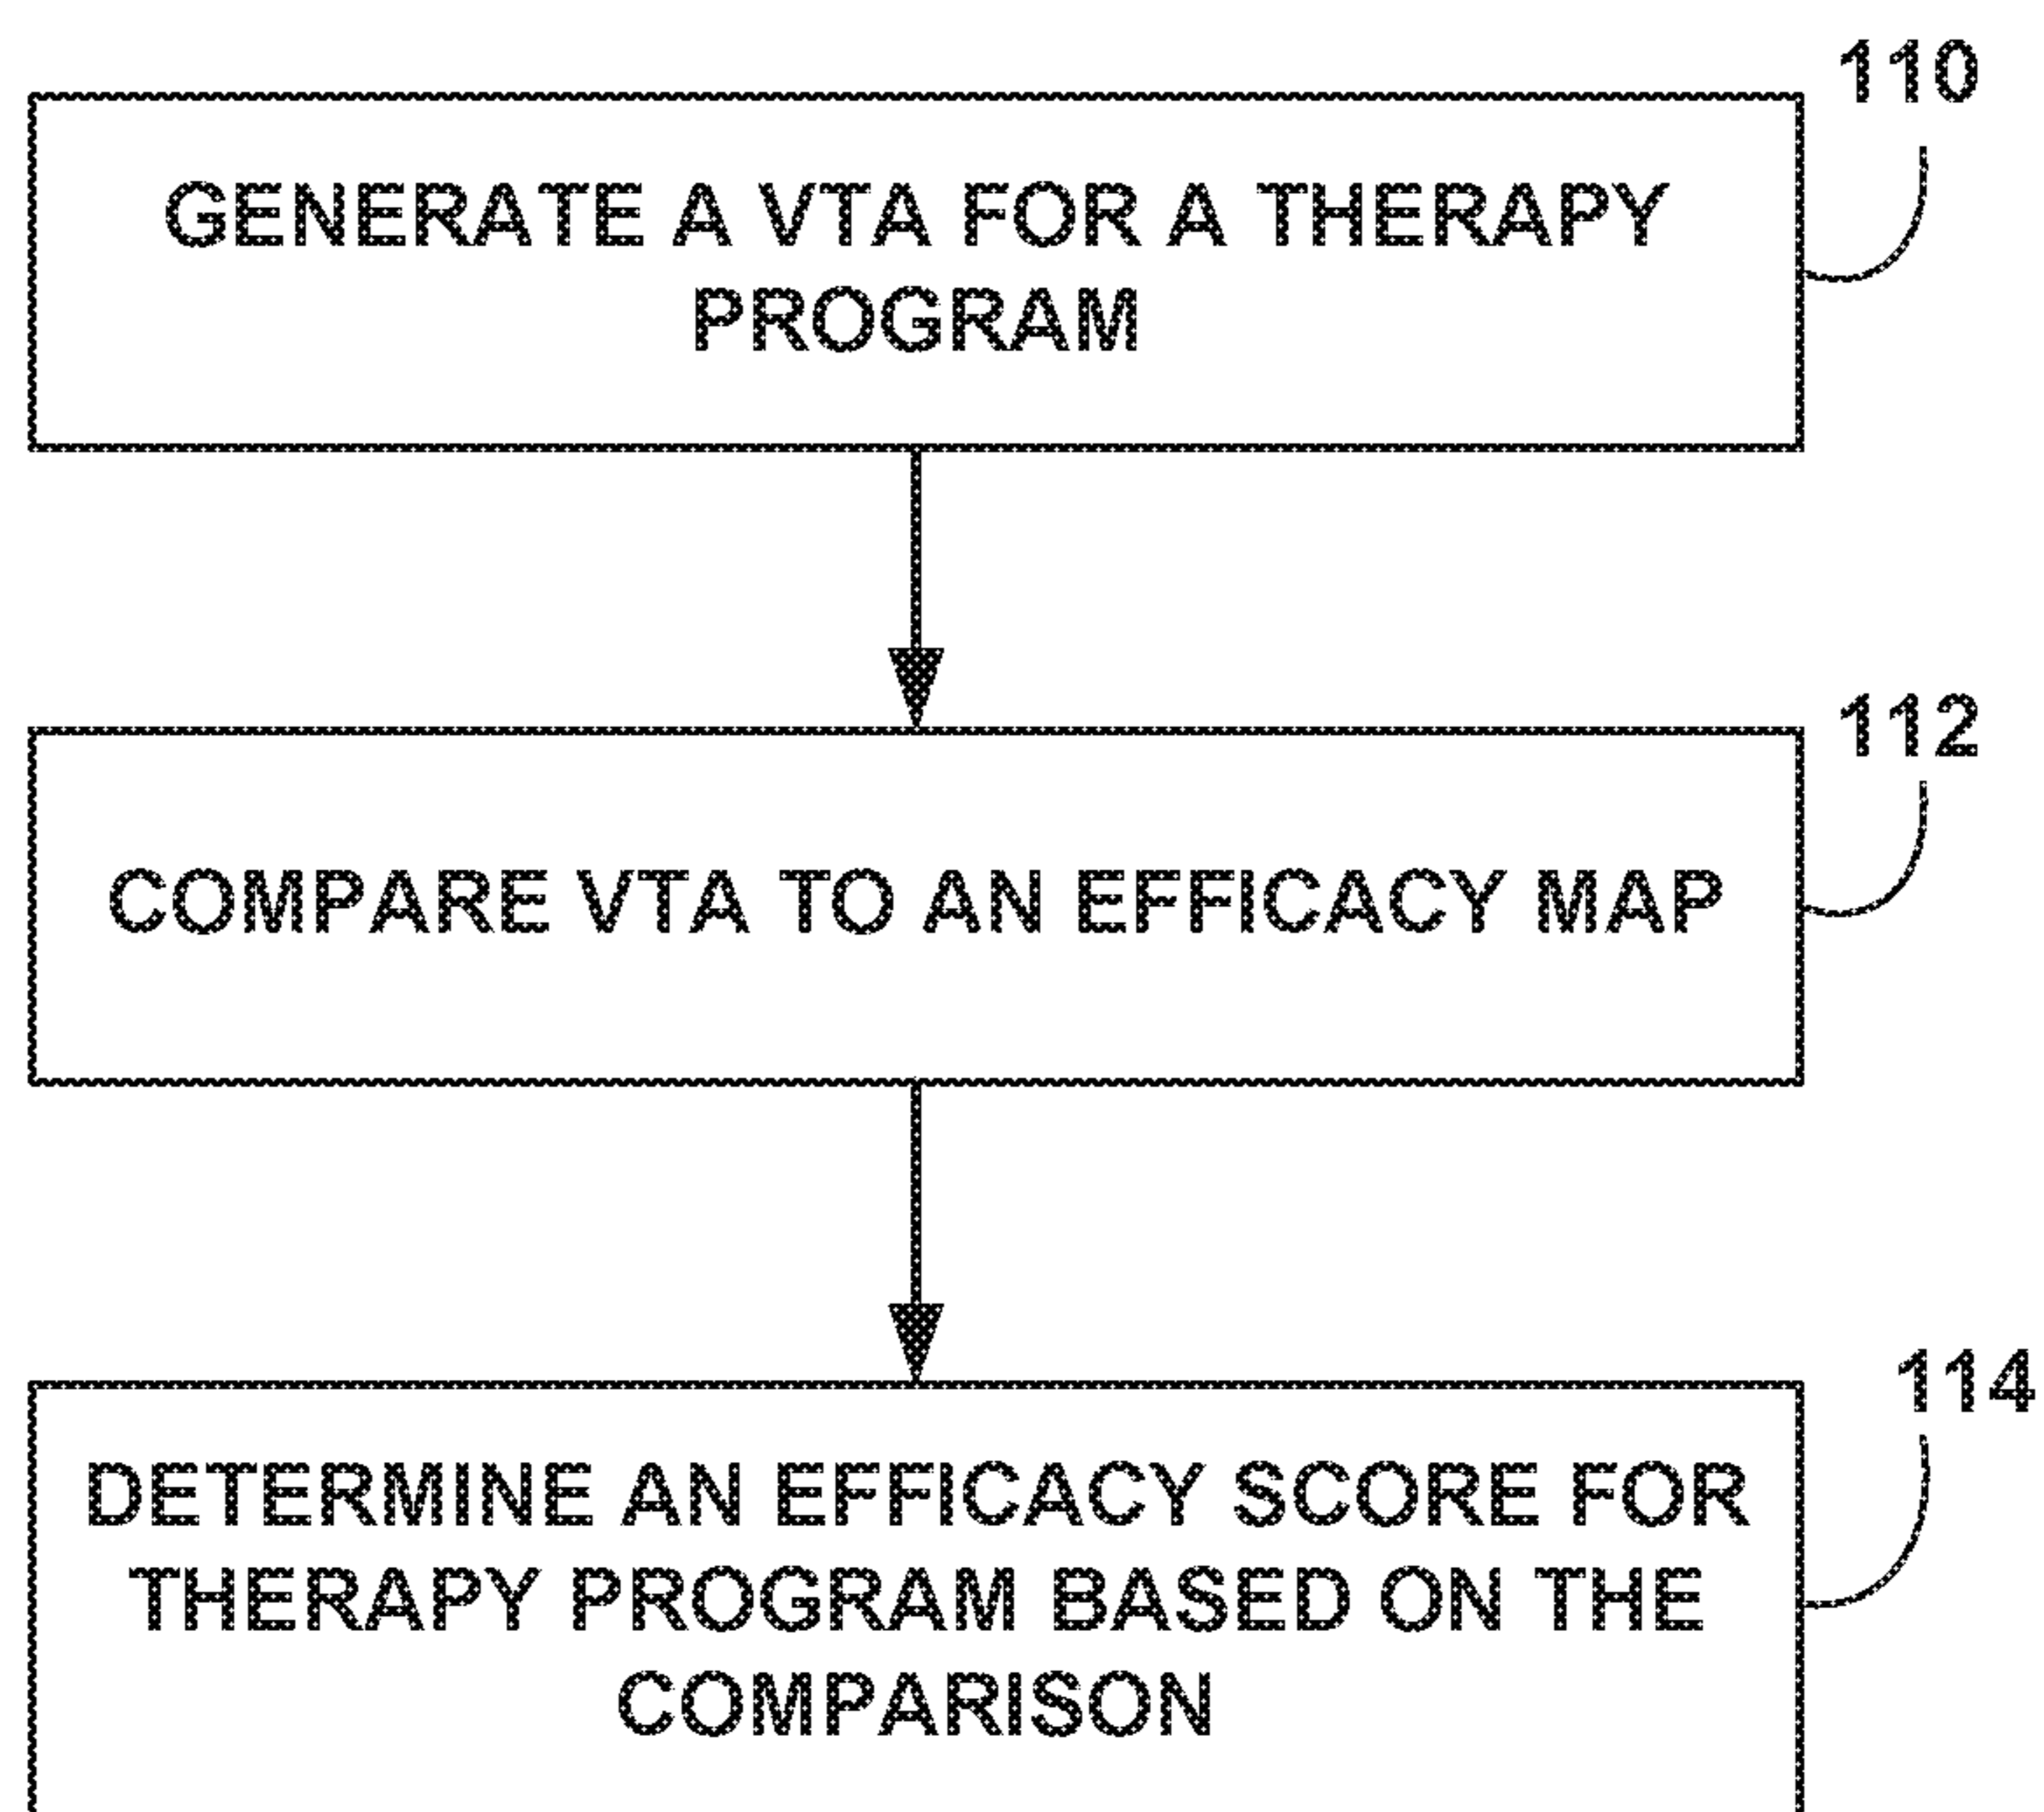 110
GENERATE A VTA FOR A THERAPY
PROGRAM
112
COMPARE VTA TO AN EFFICACY MAP
114
DETERMINE AN EFFICACY SCORE FOR
THERAPY PROGRAM BASED ON THE
COMPARISON